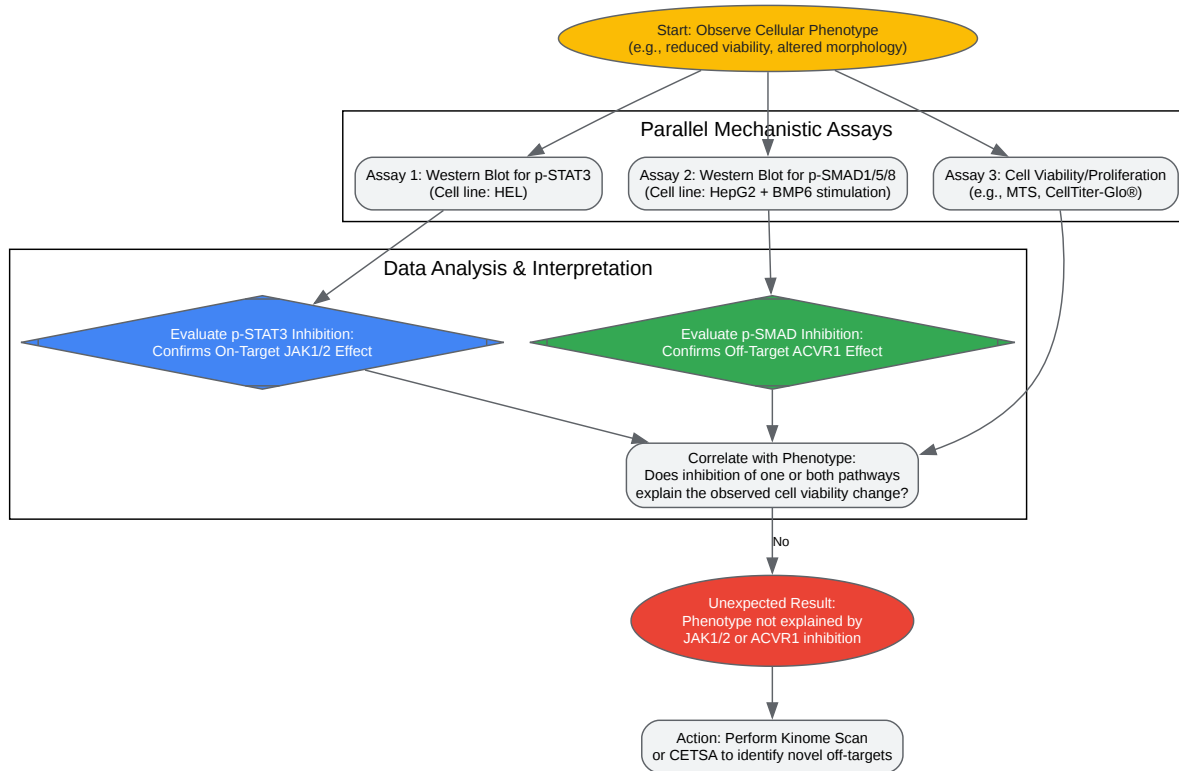 Start: Observe Cellular Phenotype
(e.g., reduced viability, altered morphology)
Parallel Mechanistic Assays
Assay 1: Western Blot for p-STAT3
(Cell line: HEL)
Assay 2: Western Blot for p-SMAD1/5/8
(Cell line: HepG2 + BMP6 stimulation)
Assay 3: Cell Viability/Proliferation
(e.g., MTS, CellTiter-Glo®)
Data Analysis & Interpretation
Evaluate p-STAT3 Inhibition:
Confirms On-Target JAK1/2 Effect
Evaluate p-SMAD Inhibition:
Confirms Off-Target ACVR1 Effect
Correlate with Phenotype:
Does inhibition of one or both pathways
explain the observed cell viability change?
No
Unexpected Result:
Phenotype not explained by
JAK1/2 or ACVR1 inhibition
Action: Perform Kinome Scan
or CETSA to identify novel off-targets